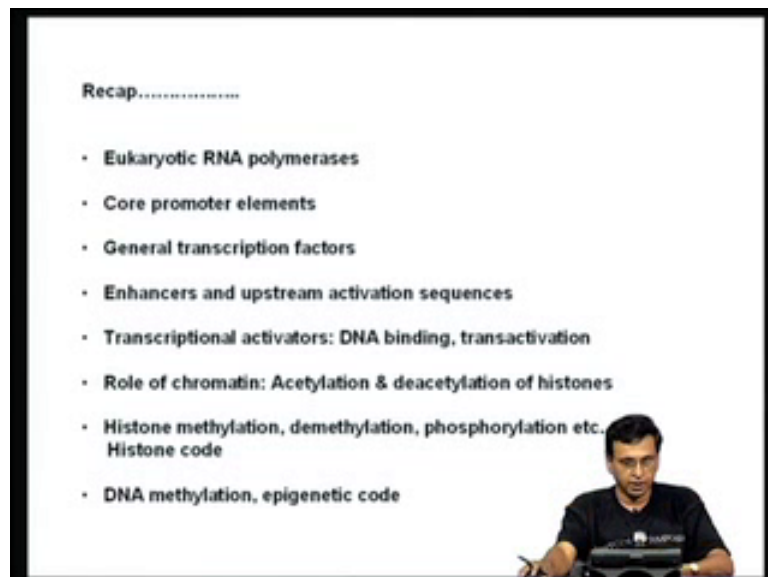 Recap.................
• Eukaryotic RNA polymerases
• Core promoter elements
• General transcription factors
• Enhancers and upstream activation sequences
• Transcriptional activators: DNA binding, transactivation
• Role of chromatin: Acetylation & deacetylation of histones
• Histone methylation, demethylation, phosphorylation etc.
Histone code
• DNA methylation, epigenetic code